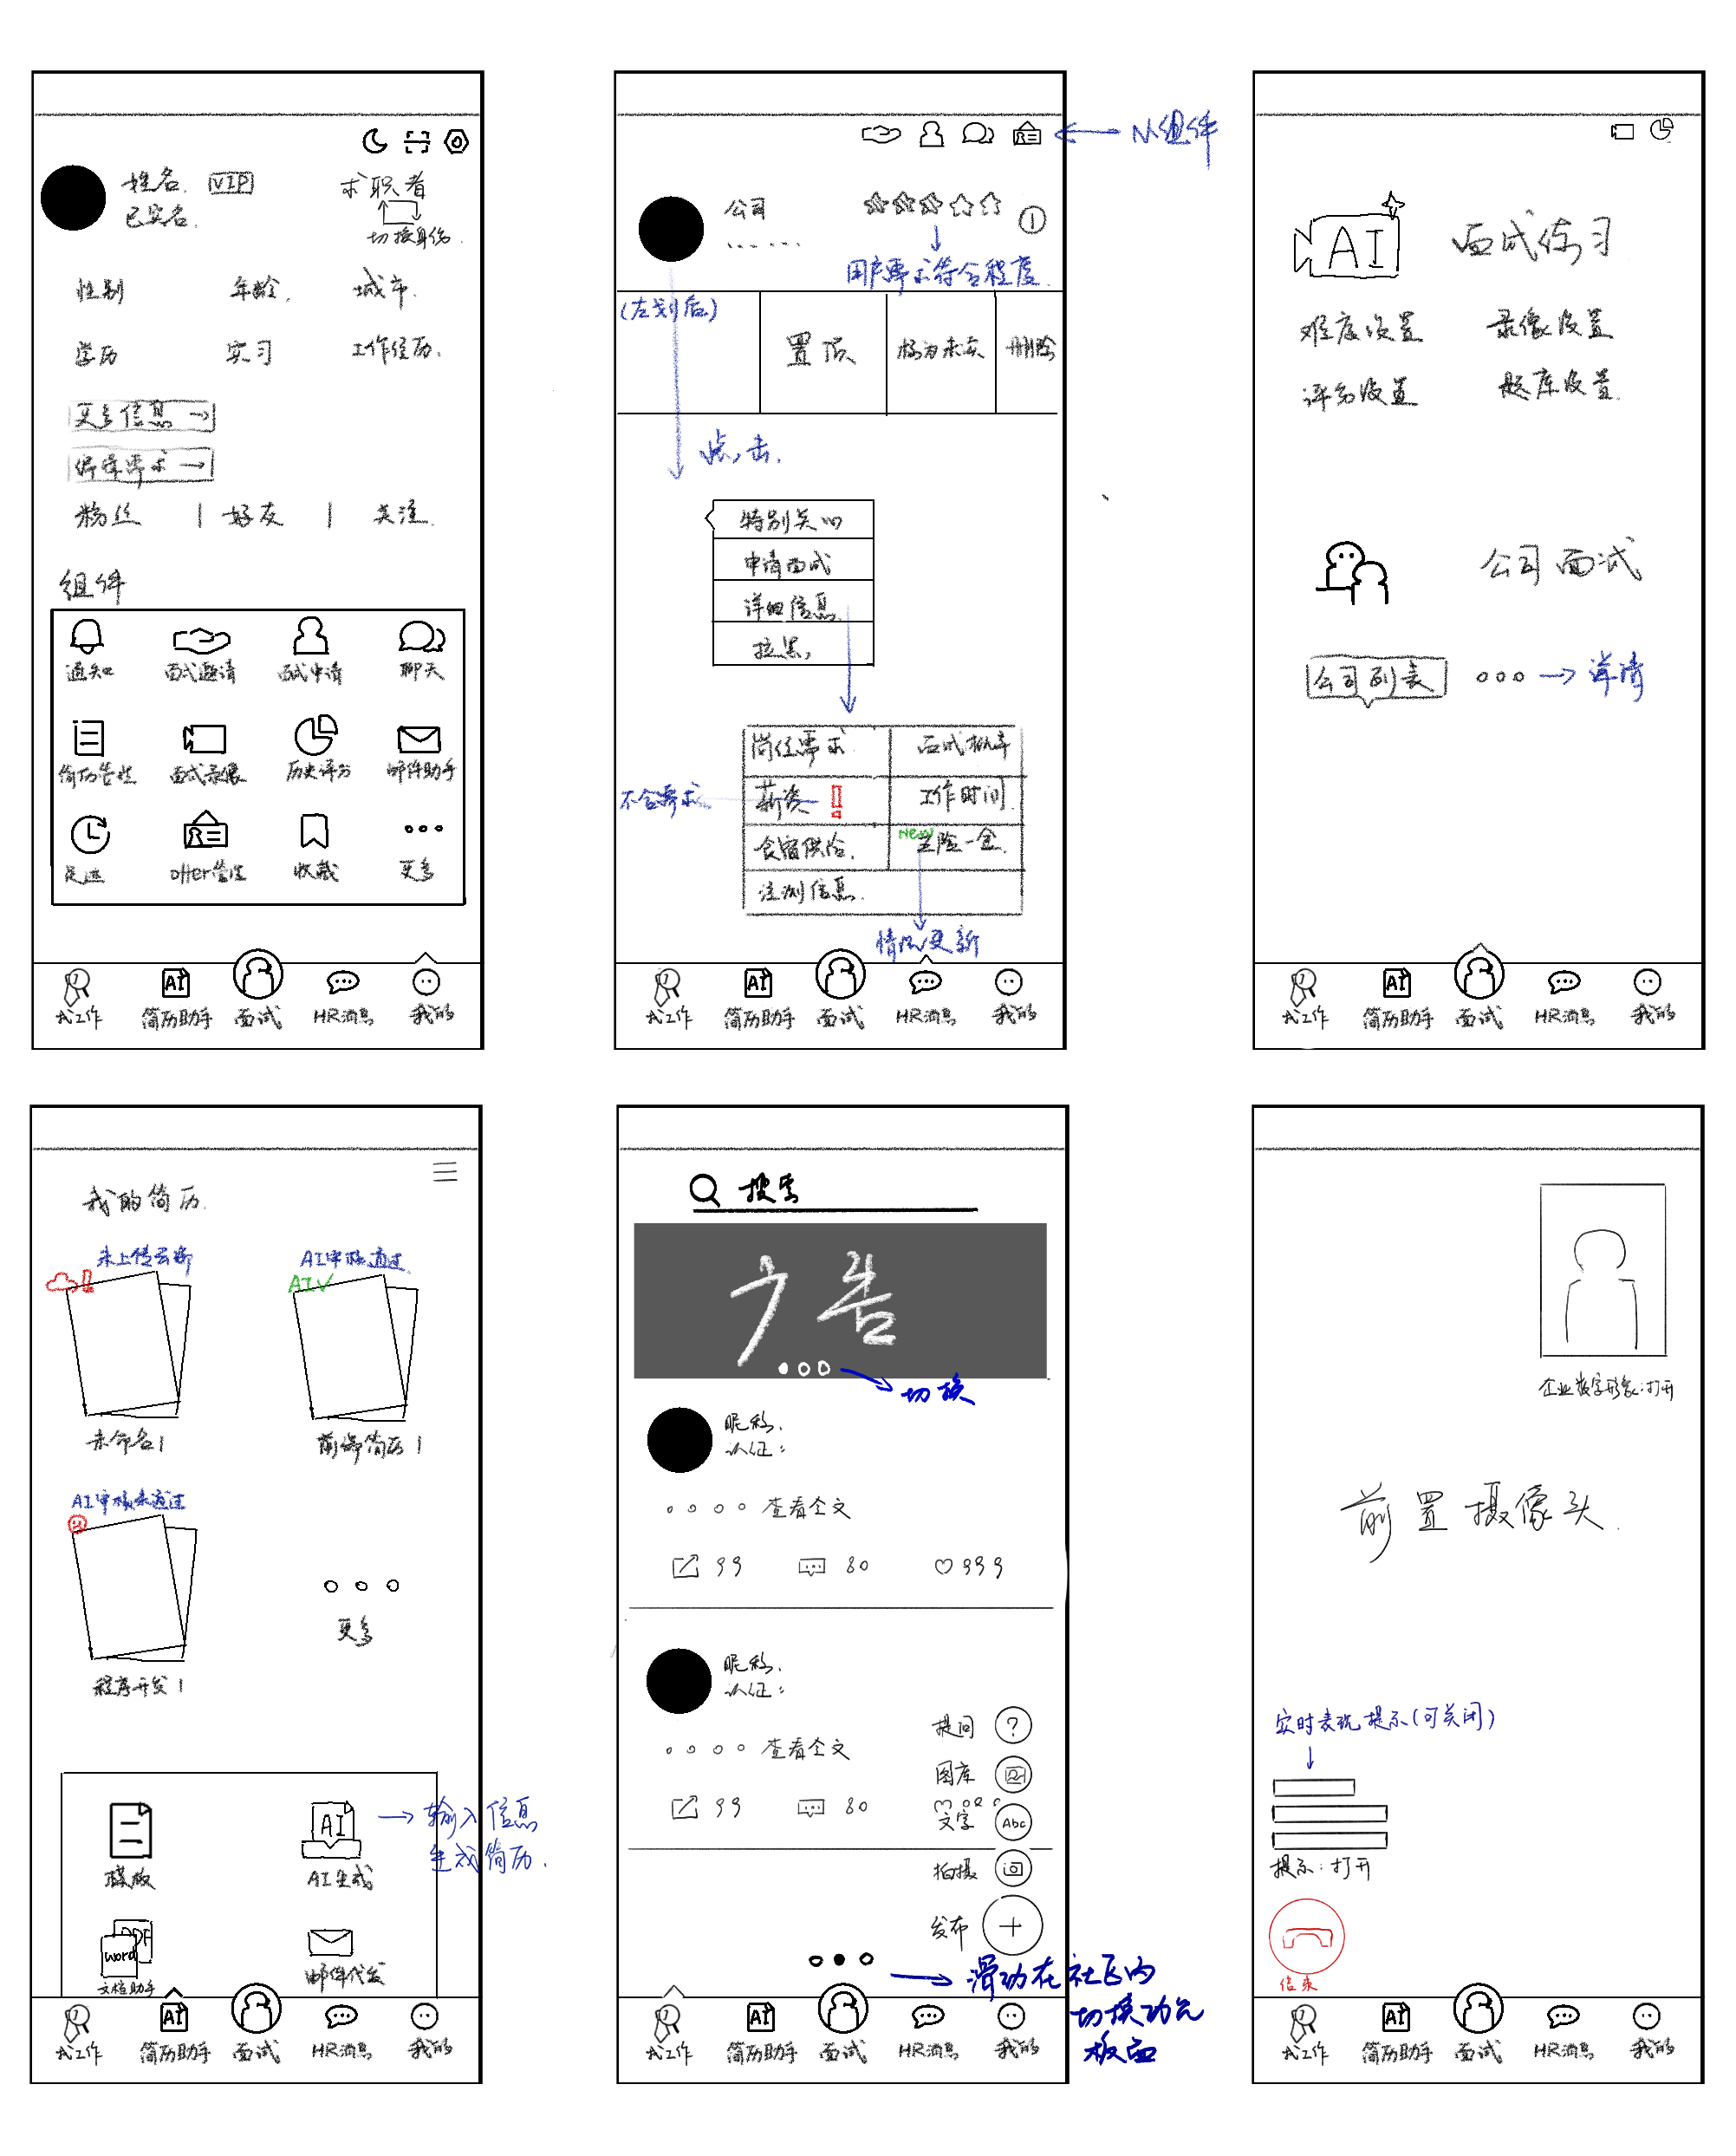 姓名. VIP
已实名.
求职者
切换身份.
性别 年龄. 城市.
学历 实习 工作经历.
更多信息 →
选择要求 →
粉丝 | 好友 | 关注.
组件
通知 面试邀请 面试申请 聊天
简历管理 面试录像 历史评分 邮件助手
足迹 offer管理 收藏 更多
找工作 简历助手 面试 HR消息 我的
AI
小组件
公司
用户要求符合程度.
(左划后)
置顶 标为未读 删除
点击.
特别关心
申请面试
详细信息
拉黑,
岗位要求 面试概率
不合要求
薪资 ! 工作时间
食宿供给. New 五险一金
注测信息.
情况更新
AI
找工作 简历助手 面试 HR消息 我的
AI 面试练习
难度设置 录像设置
评分设置 题库设置
公司面试
公司列表 → 详情
AI
找工作 简历助手 面试 HR消息 我的
我的简历.
未上传云端 AI审核通过
! AI✓
未命名1 前端简历1
AI审核未通过
更多
程序开发1
AI → 输入信息
生成简历.
模版 AI生成
PDF
Word
文档助手 邮件代发
AI
找工作 简历助手 面试 HR消息 我的
搜索
广告
切换
昵称.
认证:
查看全文
99 80 999
昵称.
认证:
查看全文
提问 ?
图库
99 80
文字 Abc
拍摄
发布 +
滑动在社区内
切换功能
板面
AI
找工作 简历助手 面试 HR消息 我的
企业数字形象:打开
前置摄像头.
实时表现提示(可关闭)
提示:打开
结束
AI
找工作 简历助手 面试 HR消息 我的